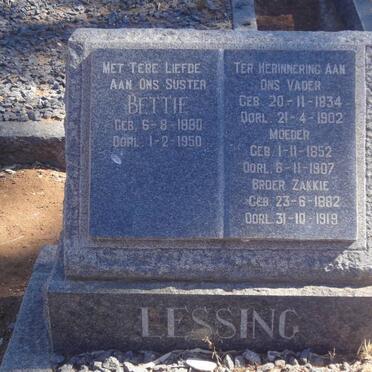 MET TERE LIEFDE
AAN ONS SUSTER
BETTIE
GEB. 6-8-1880
OORL. 1-2-1950
TER HERINNERING AAN
ONS VADER
GEB. 20-11-1834
OORL. 21-4-1902
MOEDER
GEB. 1-11-1852
OORL. 6-11-1907
BROER ZAKKIE
GEB. 23-6-1882
OORL. 31-10-1919
LESSING